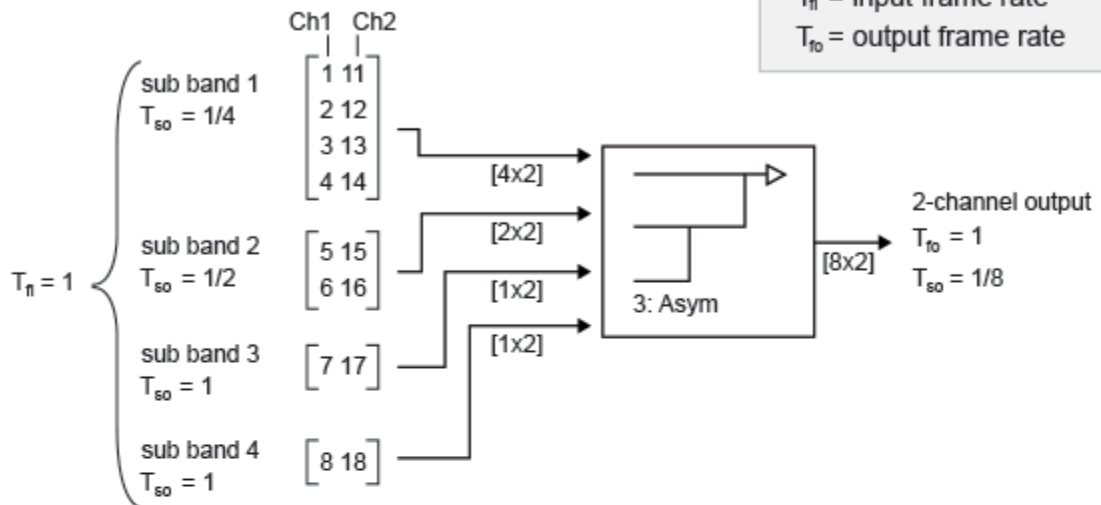 T_fi = input frame rate
T_fo = output frame rate
Ch1 Ch2
sub band 1
T_so = 1/4
1 11
2 12
3 13
4 14
[4x2]
sub band 2
T_so = 1/2
5 15
6 16
[2x2]
T_fi = 1
sub band 3
T_so = 1
7 17
[1x2]
sub band 4
T_so = 1
8 18
[1x2]
3: Asym
[8x2]
2-channel output
T_fo = 1
T_so = 1/8